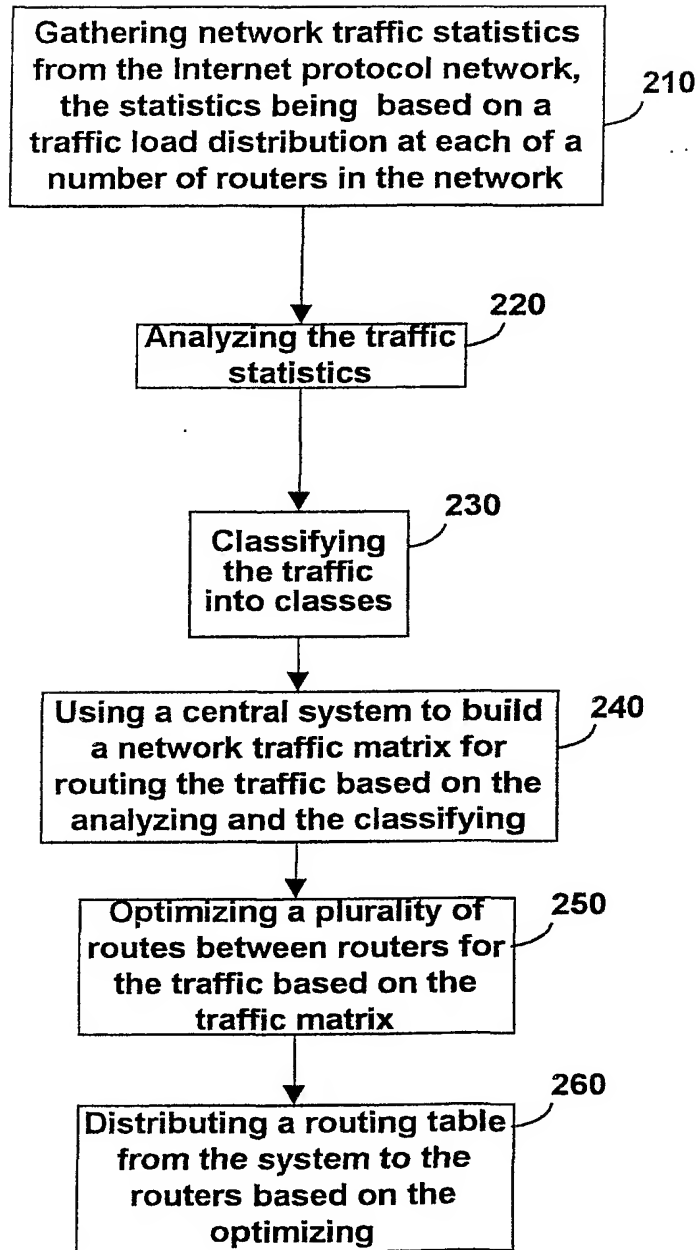 Gathering network traffic statistics
from the Internet protocol network,
the statistics being based on a
traffic load distribution at each of a
number of routers in the network
210
220
Analyzing the traffic
statistics
230
Classifying
the traffic
into classes
Using a central system to build
a network traffic matrix for
routing the traffic based on the
analyzing and the classifying
240
Optimizing a plurality of
routes between routers for
the traffic based on the
traffic matrix
250
260
Distributing a routing table
from the system to the
routers based on the
optimizing